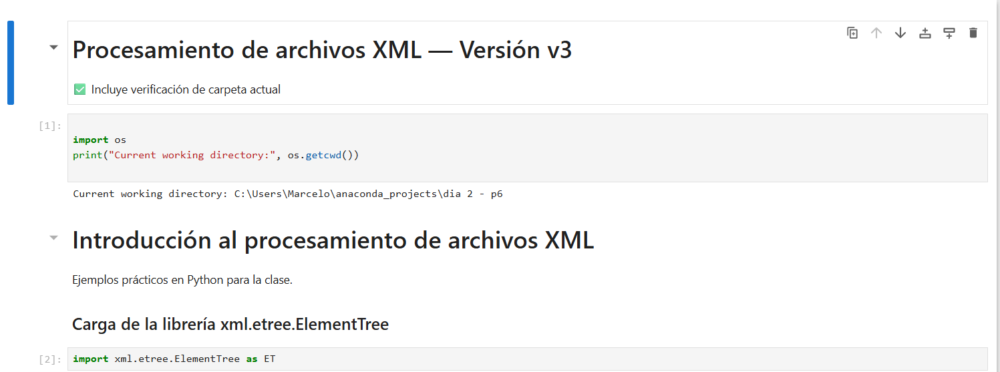 Procesamiento de archivos XML — Versión v3
✅ Incluye verificación de carpeta actual
[1]:
import os
print("Current working directory:", os.getcwd())
Current working directory: C:\Users\Marcelo\anaconda_projects\dia 2 - p6
Introducción al procesamiento de archivos XML
Ejemplos prácticos en Python para la clase.
Carga de la librería xml.etree.ElementTree
[2]: import xml.etree.ElementTree as ET